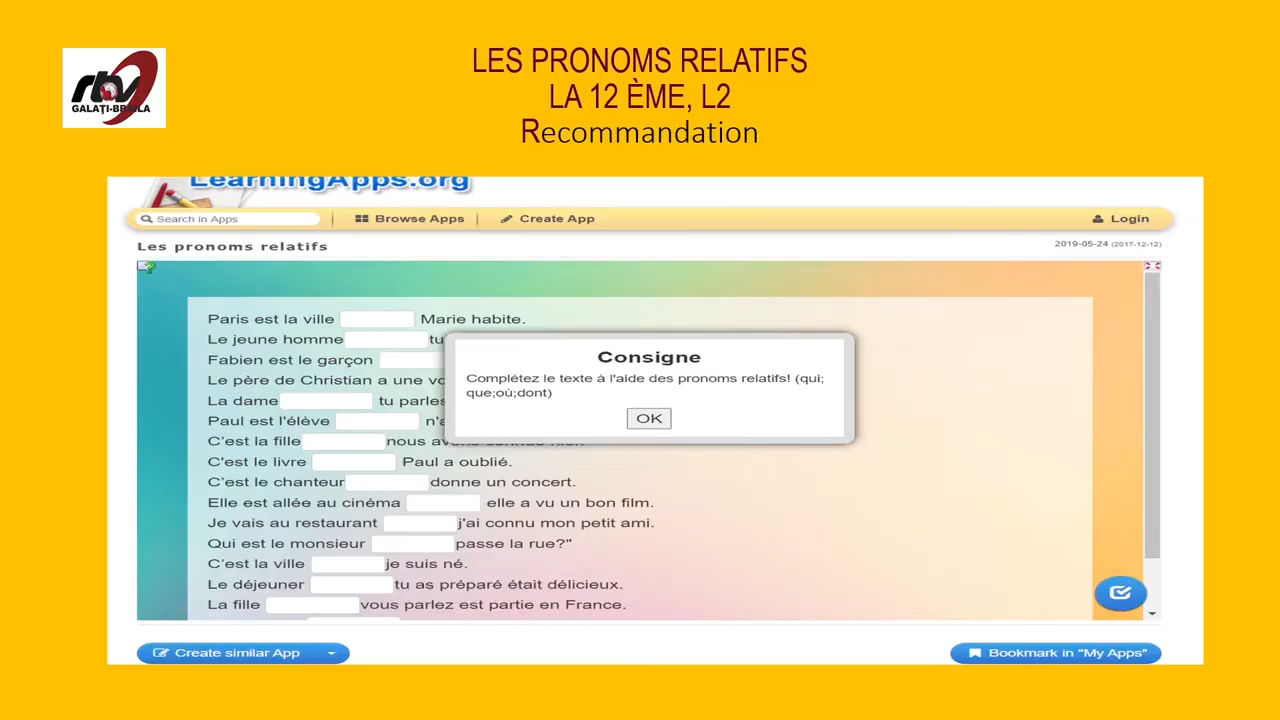 rtv
GALAŢI-BRĂILA
LES PRONOMS RELATIFS
LA 12 ÈME, L2
Recommandation
LearningApps.org
Search in Apps
Browse Apps
Create App
Login
Les pronoms relatifs
2019-05-24 (2017-12-12)
Paris est la ville Marie habite.
Le jeune homme tu
Fabien est le garçon
Le père de Christian a une
La dame tu parles
Paul est l'élève
C'est la fille nous
C'est le livre Paul a oublié.
C'est le chanteur donne un concert.
Elle est allée au cinéma elle a vu un bon film.
Je vais au restaurant j'ai connu mon petit ami.
Qui est le monsieur passe la rue?"
C'est la ville je suis né.
Le déjeuner tu as préparé était délicieux.
La fille vous parlez est partie en France.
Consigne
Complétez le texte à l'aide des pronoms relatifs! (qui;
que;où;dont)
OK
Create similar App
Bookmark in "My Apps"